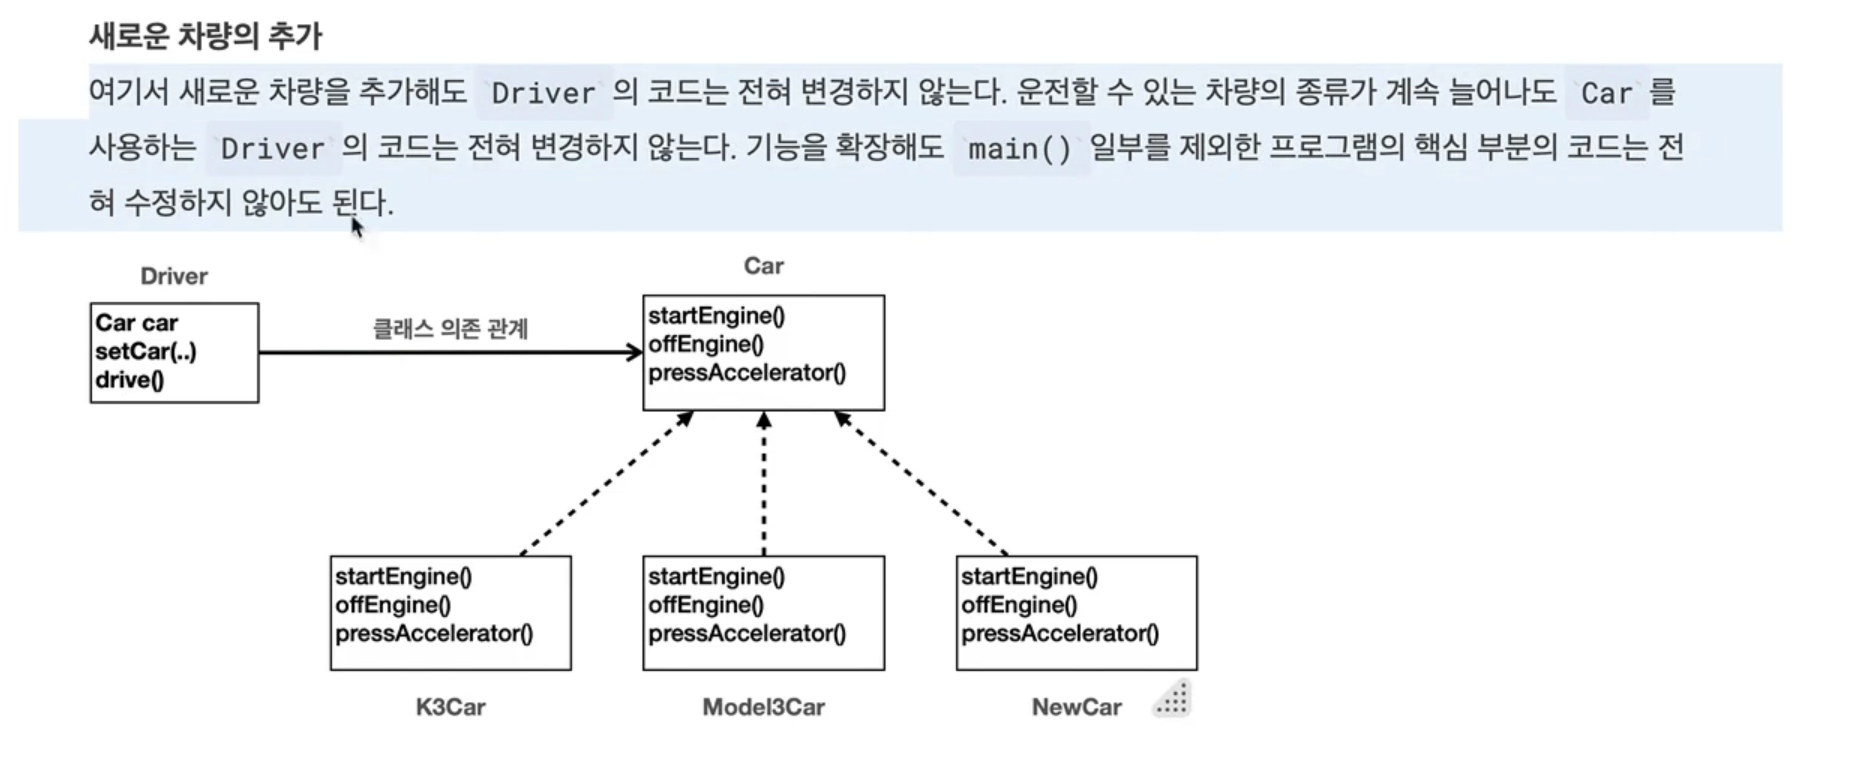 새로운 차량의 추가
여기서 새로운 차량을 추가해도 `Driver`의 코드는 전혀 변경하지 않는다. 운전할 수 있는 차량의 종류가 계속 늘어나도 `Car`를
사용하는 `Driver`의 코드는 전혀 변경하지 않는다. 기능을 확장해도 `main()` 일부를 제외한 프로그램의 핵심 부분의 코드는 전
혀 수정하지 않아도 된다.
Driver
Car car
setCar(..)
drive()
클래스 의존 관계
Car
startEngine()
offEngine()
pressAccelerator()
startEngine()
offEngine()
pressAccelerator()
K3Car
startEngine()
offEngine()
pressAccelerator()
Model3Car
startEngine()
offEngine()
pressAccelerator()
NewCar